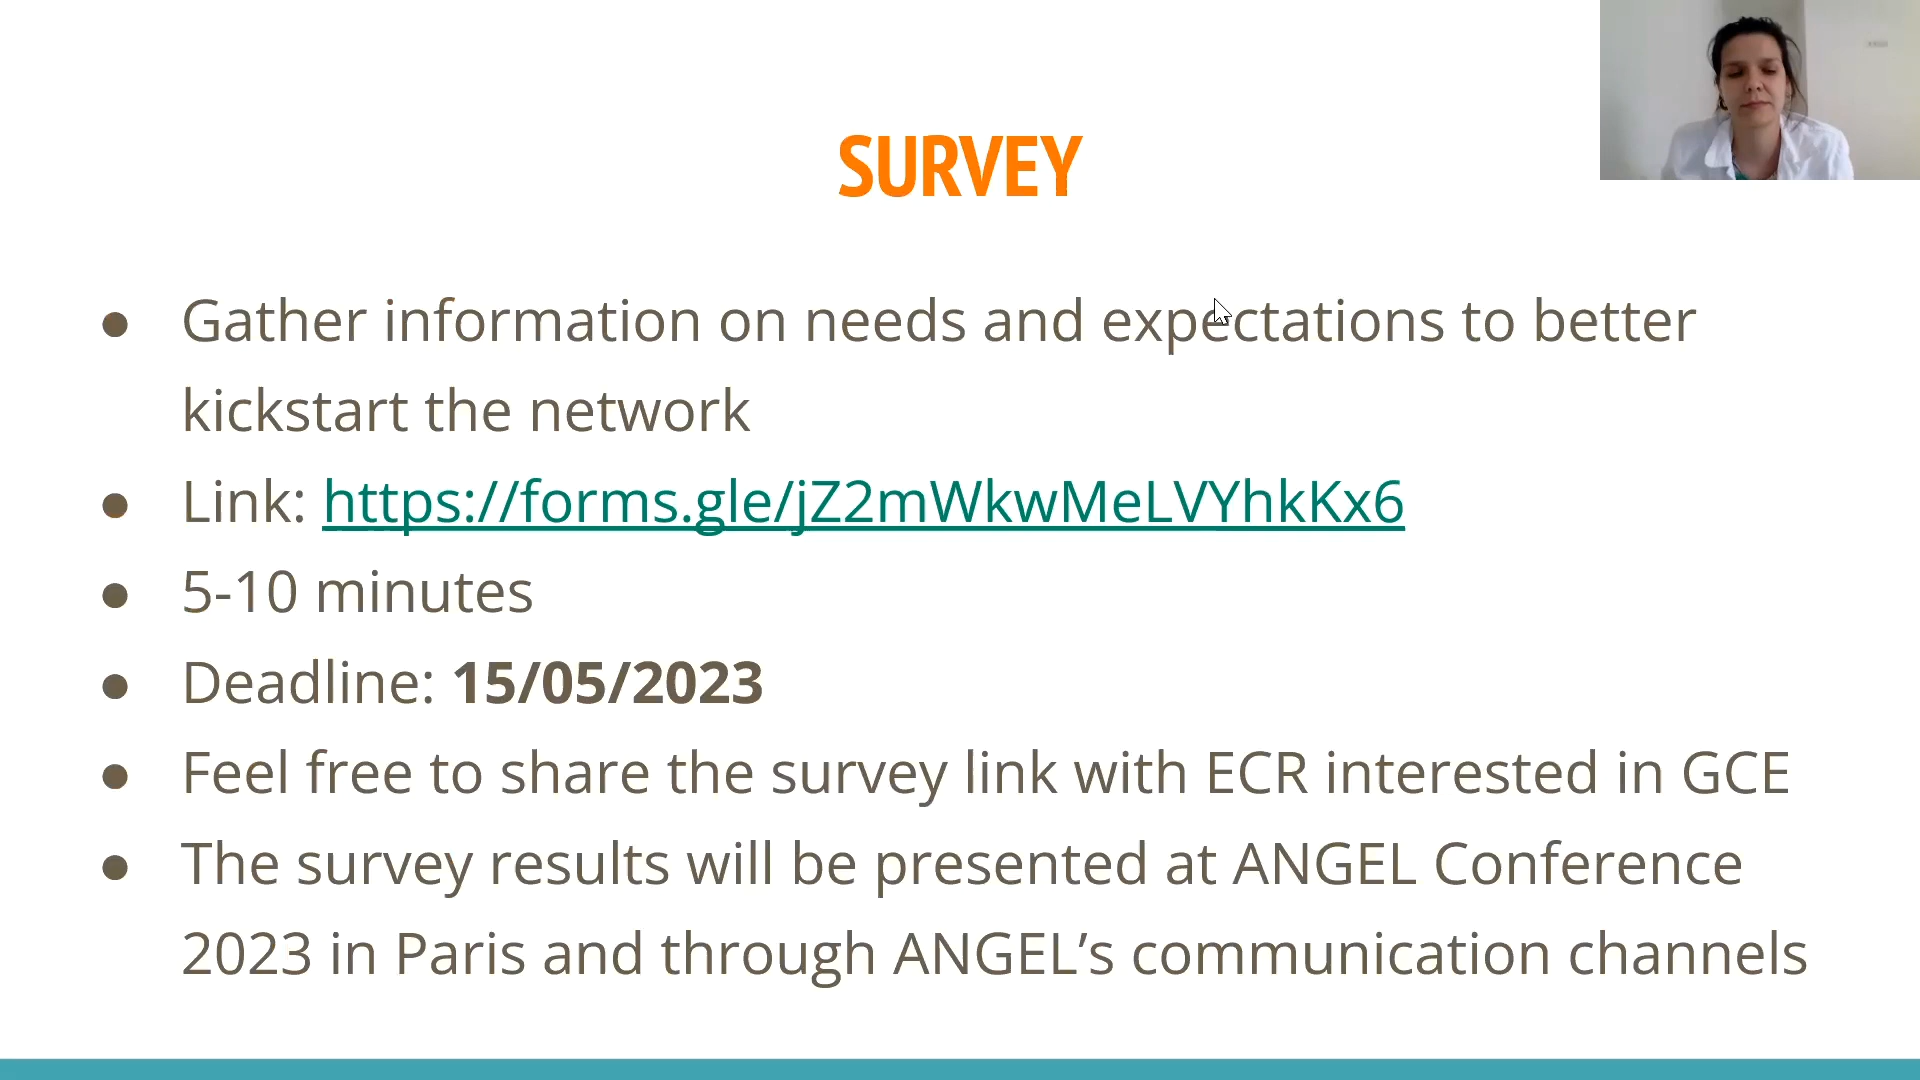 SURVEY
● Gather information on needs and expectations to better
kickstart the network
● Link: https://forms.gle/jZ2mWkwMeLVYhkKx6
● 5-10 minutes
● Deadline: 15/05/2023
● Feel free to share the survey link with ECR interested in GCE
● The survey results will be presented at ANGEL Conference
2023 in Paris and through ANGEL’s communication channels